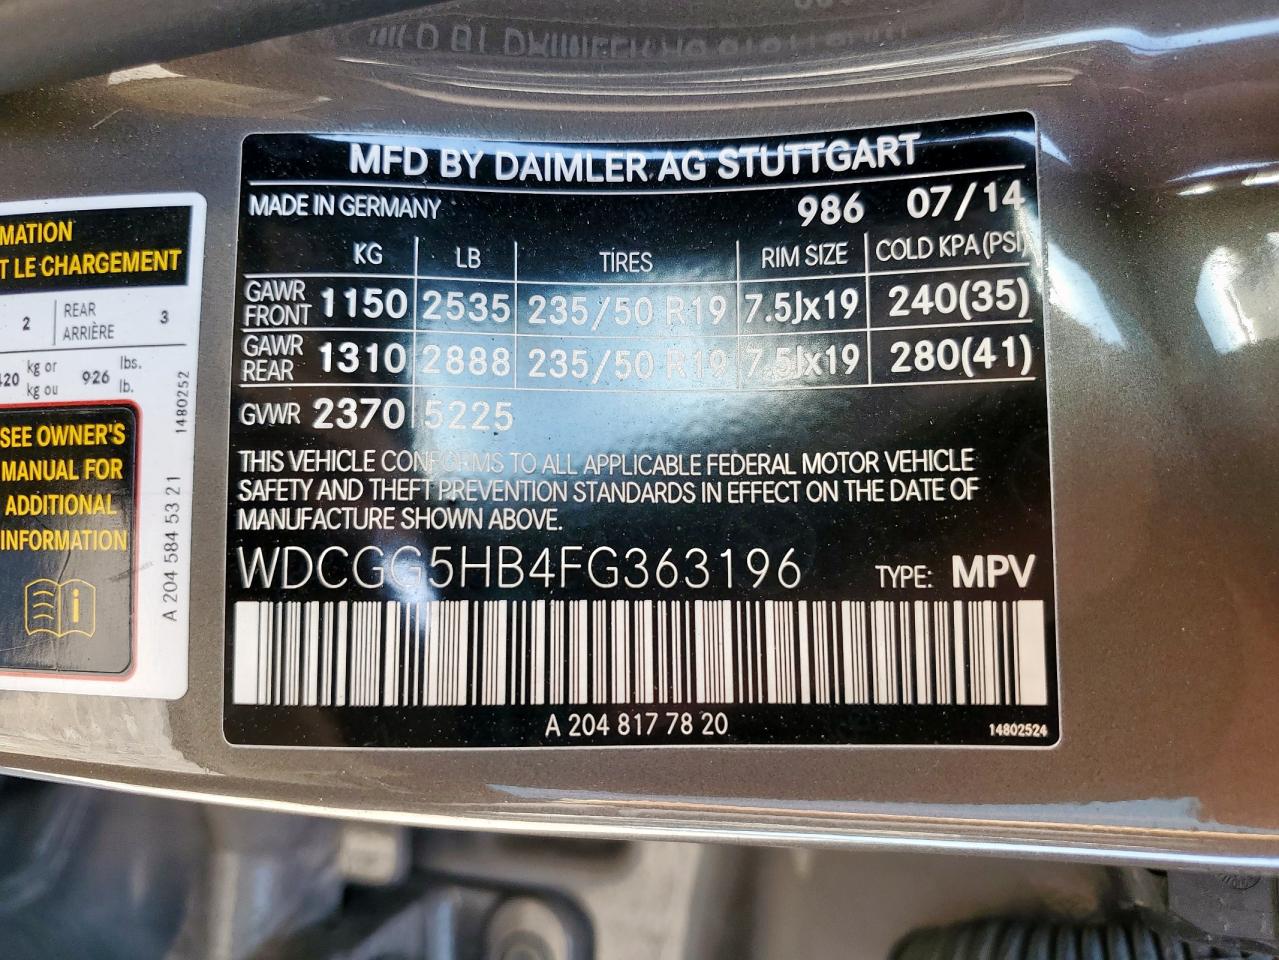 MFD BY DAIMLER AG STUTTGART
MADE IN GERMANY 986 07/14
KG LB TIRES RIM SIZE COLD KPA (PSI)
GAWR FRONT 1150 2535 235/50 R19 7.5Jx19 240(35)
GAWR REAR 1310 2888 235/50 R19 7.5Jx19 280(41)
GVWR 2370 5225
THIS VEHICLE CONFORMS TO ALL APPLICABLE FEDERAL MOTOR VEHICLE
SAFETY AND THEFT PREVENTION STANDARDS IN EFFECT ON THE DATE OF
MANUFACTURE SHOWN ABOVE.
WDCGG5HB4FG363196 TYPE: MPV
A 204 817 78 20
14802524
MATION
T LE CHARGEMENT
2 REAR ARRIÈRE 3
420 kg or kg ou 926 lbs. lb.
SEE OWNER'S
MANUAL FOR
ADDITIONAL
INFORMATION
A 204 584 53 21 1480252